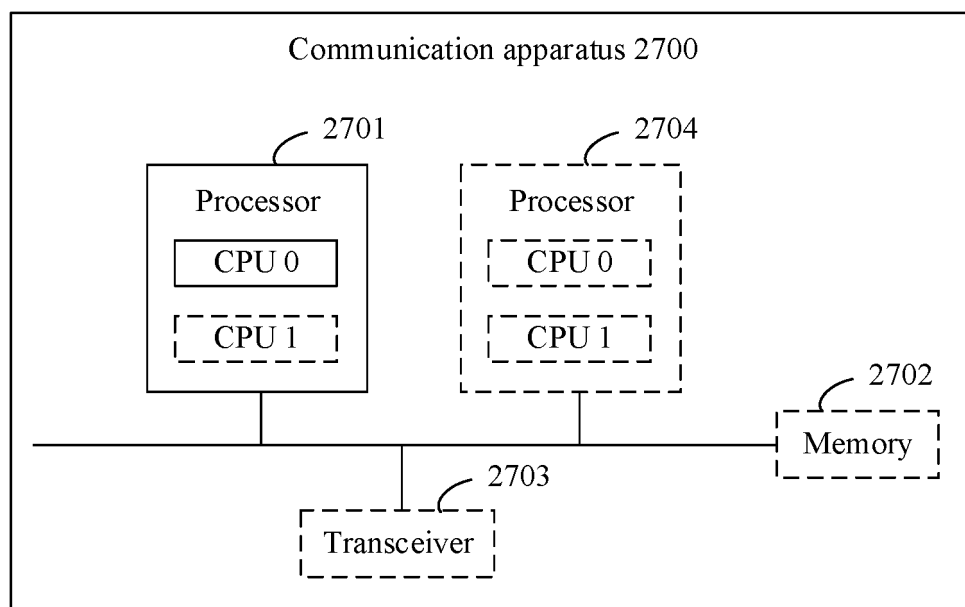 Communication apparatus 2700
2701
2704
Processor
Processor
CPU 0
CPU 0
CPU 1
CPU 1
2702
Memory
2703
Transceiver